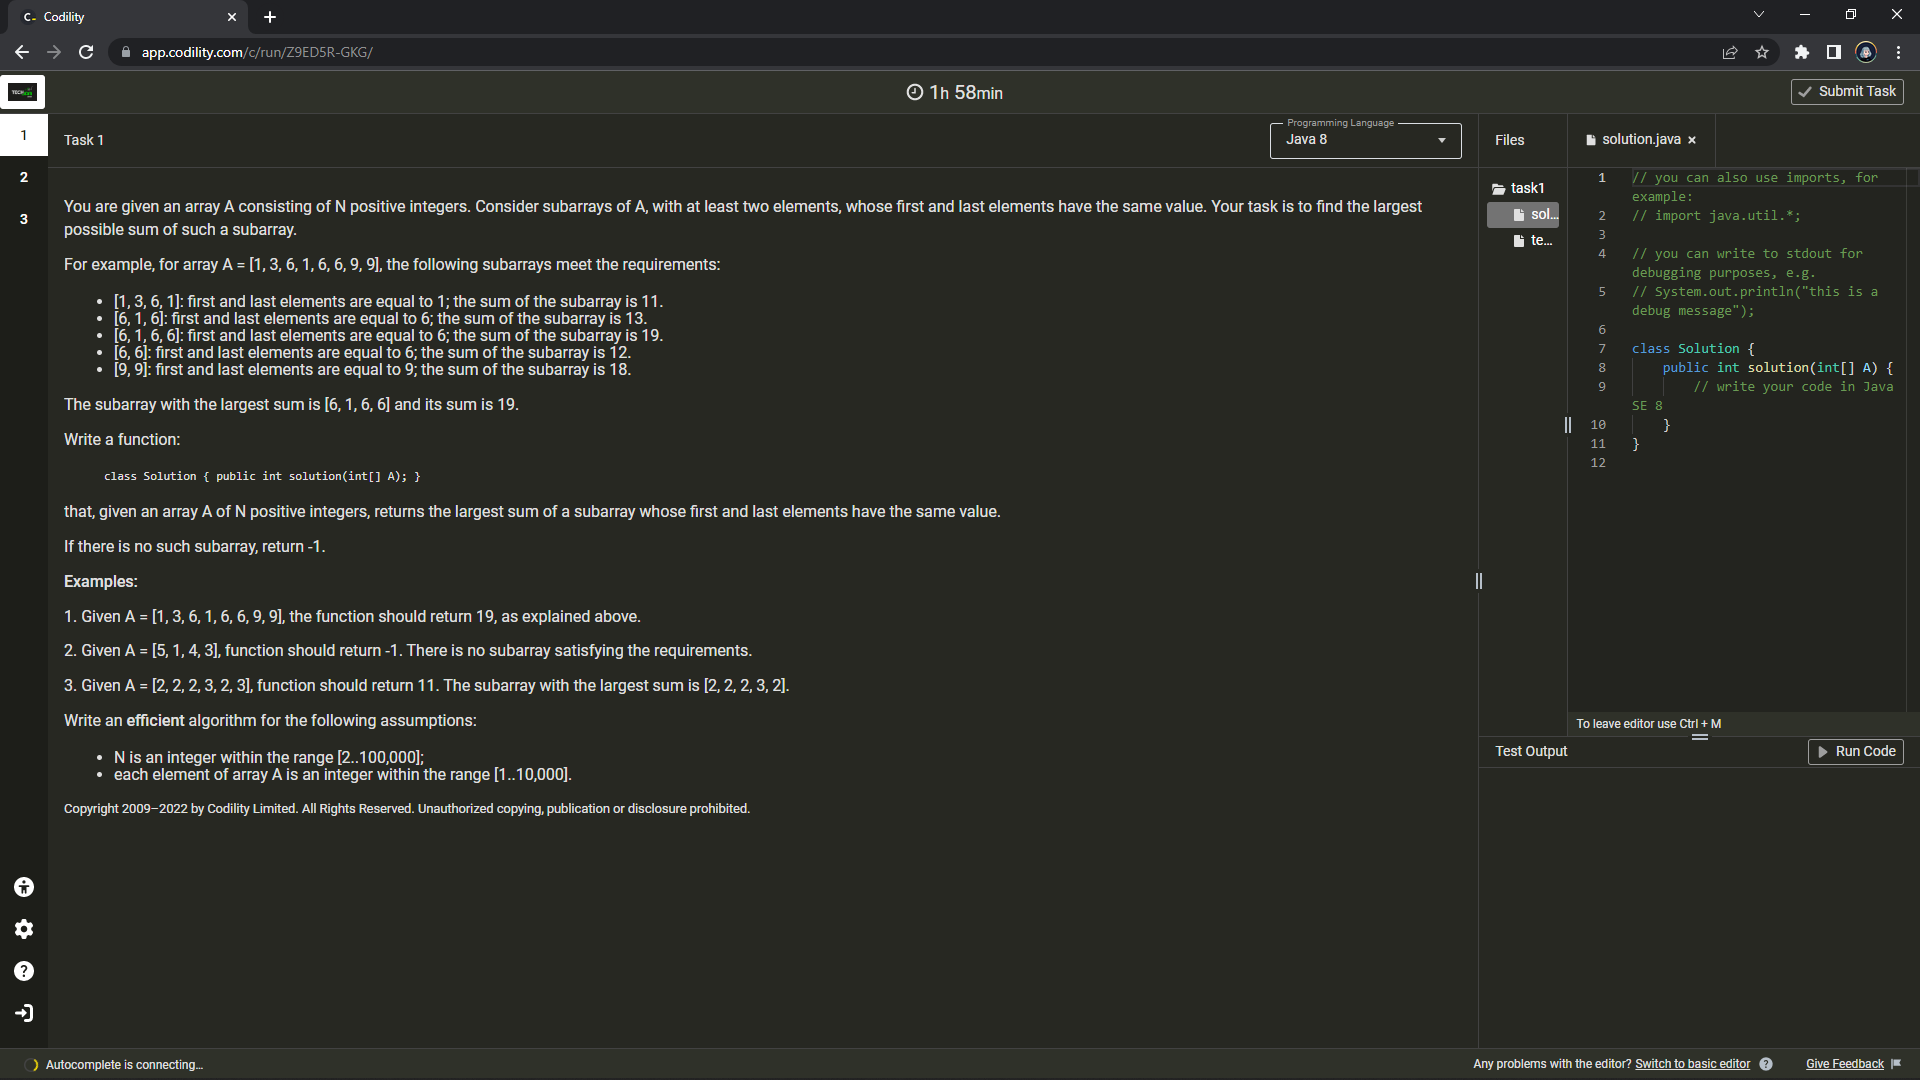 Codility
app.codility.com/c/run/Z9ED5R-GKG/
1h 58min
Submit Task
1
2
3
Task 1
Programming Language
Java 8
You are given an array A consisting of N positive integers. Consider subarrays of A, with at least two elements, whose first and last elements have the same value. Your task is to find the largest
possible sum of such a subarray.
For example, for array A = [1, 3, 6, 1, 6, 6, 9, 9], the following subarrays meet the requirements:
• [1, 3, 6, 1]: first and last elements are equal to 1; the sum of the subarray is 11.
• [6, 1, 6]: first and last elements are equal to 6; the sum of the subarray is 13.
• [6, 1, 6, 6]: first and last elements are equal to 6; the sum of the subarray is 19.
• [6, 6]: first and last elements are equal to 6; the sum of the subarray is 12.
• [9, 9]: first and last elements are equal to 9; the sum of the subarray is 18.
The subarray with the largest sum is [6, 1, 6, 6] and its sum is 19.
Write a function:
class Solution { public int solution(int[] A); }
that, given an array A of N positive integers, returns the largest sum of a subarray whose first and last elements have the same value.
If there is no such subarray, return -1.
Examples:
1. Given A = [1, 3, 6, 1, 6, 6, 9, 9], the function should return 19, as explained above.
2. Given A = [5, 1, 4, 3], function should return -1. There is no subarray satisfying the requirements.
3. Given A = [2, 2, 2, 3, 2, 3], function should return 11. The subarray with the largest sum is [2, 2, 2, 3, 2].
Write an efficient algorithm for the following assumptions:
• N is an integer within the range [2..100,000];
• each element of array A is an integer within the range [1..10,000].
Copyright 2009–2022 by Codility Limited. All Rights Reserved. Unauthorized copying, publication or disclosure prohibited.
Files
task1
sol...
te...
solution.java
1 // you can also use imports, for
example:
2 // import java.util.*;
3
4 // you can write to stdout for
debugging purposes, e.g.
5 // System.out.println("this is a
debug message");
6
7 class Solution {
8 public int solution(int[] A) {
9 // write your code in Java
SE 8
10 }
11 }
12
To leave editor use Ctrl + M
Test Output
Run Code
Autocomplete is connecting...
Any problems with the editor? Switch to basic editor
Give Feedback